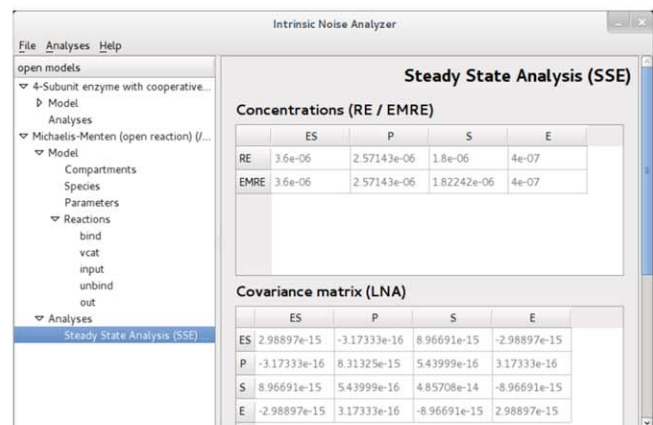 Intrinsic Noise Analyzer
File Analyses Help
open models
4-Subunit enzyme with cooperative...
Model
Analyses
Michaelis-Menten (open reaction) (/...
Model
Compartments
Species
Parameters
Reactions
bind
vcat
input
unbind
out
Analyses
Steady State Analysis (SSE) ...
Steady State Analysis (SSE)
Concentrations (RE / EMRE)
ES P S E
RE 3.6e-06 2.57143e-06 1.8e-06 4e-07
EMRE 3.6e-06 2.57143e-06 1.82242e-06 4e-07
Covariance matrix (LNA)
ES P S E
ES 2.98897e-15 -3.17333e-16 8.96691e-15 -2.98897e-15
P -3.17333e-16 8.31325e-15 5.43999e-16 3.17333e-16
S 8.96691e-15 5.43999e-16 4.85708e-14 -8.96691e-15
E -2.98897e-15 3.17333e-16 -8.96691e-15 2.98897e-15